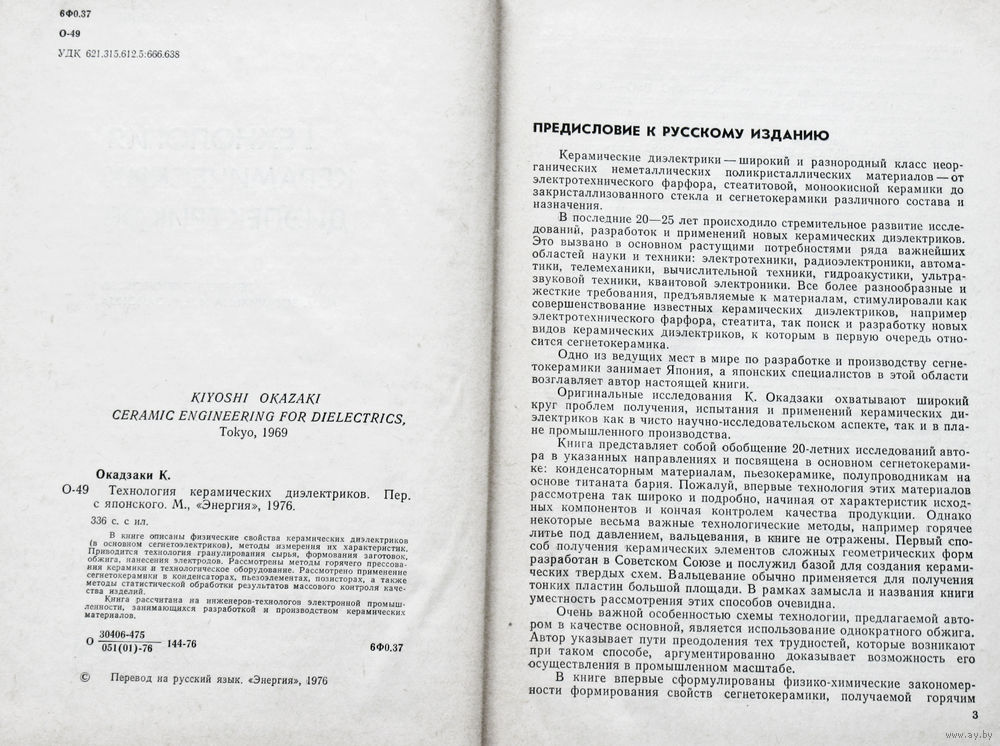 6Ф0.37
О-49
УДК 621.315.612.5:666.638
KIYOSHI OKAZAKI
CERAMIC ENGINEERING FOR DIELECTRICS,
Tokyo, 1969
Окадзаки К.
О-49 Технология керамических диэлектриков. Пер.
с японского. М., «Энергия», 1976.
336 с. с ил.
В книге описаны физические свойства керамических диэлектриков
(в основном сегнетоэлектриков), методы измерения их характеристик.
Приводится технология гранулирования сырья, формования заготовок,
обжига, нанесения электродов. Рассмотрены методы горячего прессова-
ния керамики и технологическое оборудование. Рассмотрено применение
сегнетокерамики в конденсаторах, пьезоэлементах, позисторах, а также
методы статистической обработки результатов массового контроля каче-
ства изделий.
Книга рассчитана на инженеров-технологов электронной промыш-
ленности, занимающихся разработкой и производством керамических
материалов.
О 30406-475
051(01)-76 144-76 6Ф0.37
© Перевод на русский язык. «Энергия», 1976
ПРЕДИСЛОВИЕ К РУССКОМУ ИЗДАНИЮ
Керамические диэлектрики — широкий и разнородный класс неор-
ганических неметаллических поликристаллических материалов — от
электротехнического фарфора, стеатитовой, моноокисной керамики до
закристаллизованного стекла и сегнетокерамики различного состава и
назначения.
В последние 20—25 лет происходило стремительное развитие иссле-
дований, разработок и применений новых керамических диэлектриков.
Это вызвано в основном растущими потребностями ряда важнейших
областей науки и техники: электротехники, радиоэлектроники, автома-
тики, телемеханики, вычислительной техники, гидроакустики, ультра-
звуковой техники, квантовой электроники. Все более разнообразные и
жесткие требования, предъявляемые к материалам, стимулировали как
совершенствование известных керамических диэлектриков, например
электротехнического фарфора, стеатита, так поиск и разработку новых
видов керамических диэлектриков, к которым в первую очередь отно-
сится сегнетокерамика.
Одно из ведущих мест в мире по разработке и производству сегне-
токерамики занимает Япония, а японских специалистов в этой области
возглавляет автор настоящей книги.
Оригинальные исследования К. Окадзаки охватывают широкий
круг проблем получения, испытания и применений керамических ди-
электриков как в чисто научно-исследовательском аспекте, так и в пла-
не промышленного производства.
Книга представляет собой обобщение 20-летних исследований авто-
ра в указанных направлениях и посвящена в основном сегнетокерами-
ке: конденсаторным материалам, пьезокерамике, полупроводникам на
основе титаната бария. Пожалуй, впервые технология этих материалов
рассмотрена так широко и подробно, начиная от характеристик исход-
ных компонентов и кончая контролем качества продукции. Однако
некоторые весьма важные технологические методы, например горячее
литье под давлением, вальцевания, в книге не отражены. Первый спо-
соб получения керамических элементов сложных геометрических форм
разработан в Советском Союзе и послужил базой для создания керами-
ческих твердых схем. Вальцевание обычно применяется для получения
тонких пластин большой площади. В рамках замысла и названия книги
уместность рассмотрения этих способов очевидна.
Очень важной особенностью схемы технологии, предлагаемой авто-
ром в качестве основной, является использование однократного обжига.
Автор указывает пути преодоления тех трудностей, которые возникают
при таком способе, аргументированно доказывает возможность его
осуществления в промышленном масштабе.
В книге впервые сформулированы физико-химические закономер-
ности формирования свойств сегнетокерамики, получаемой горячим
3
www.ay.by